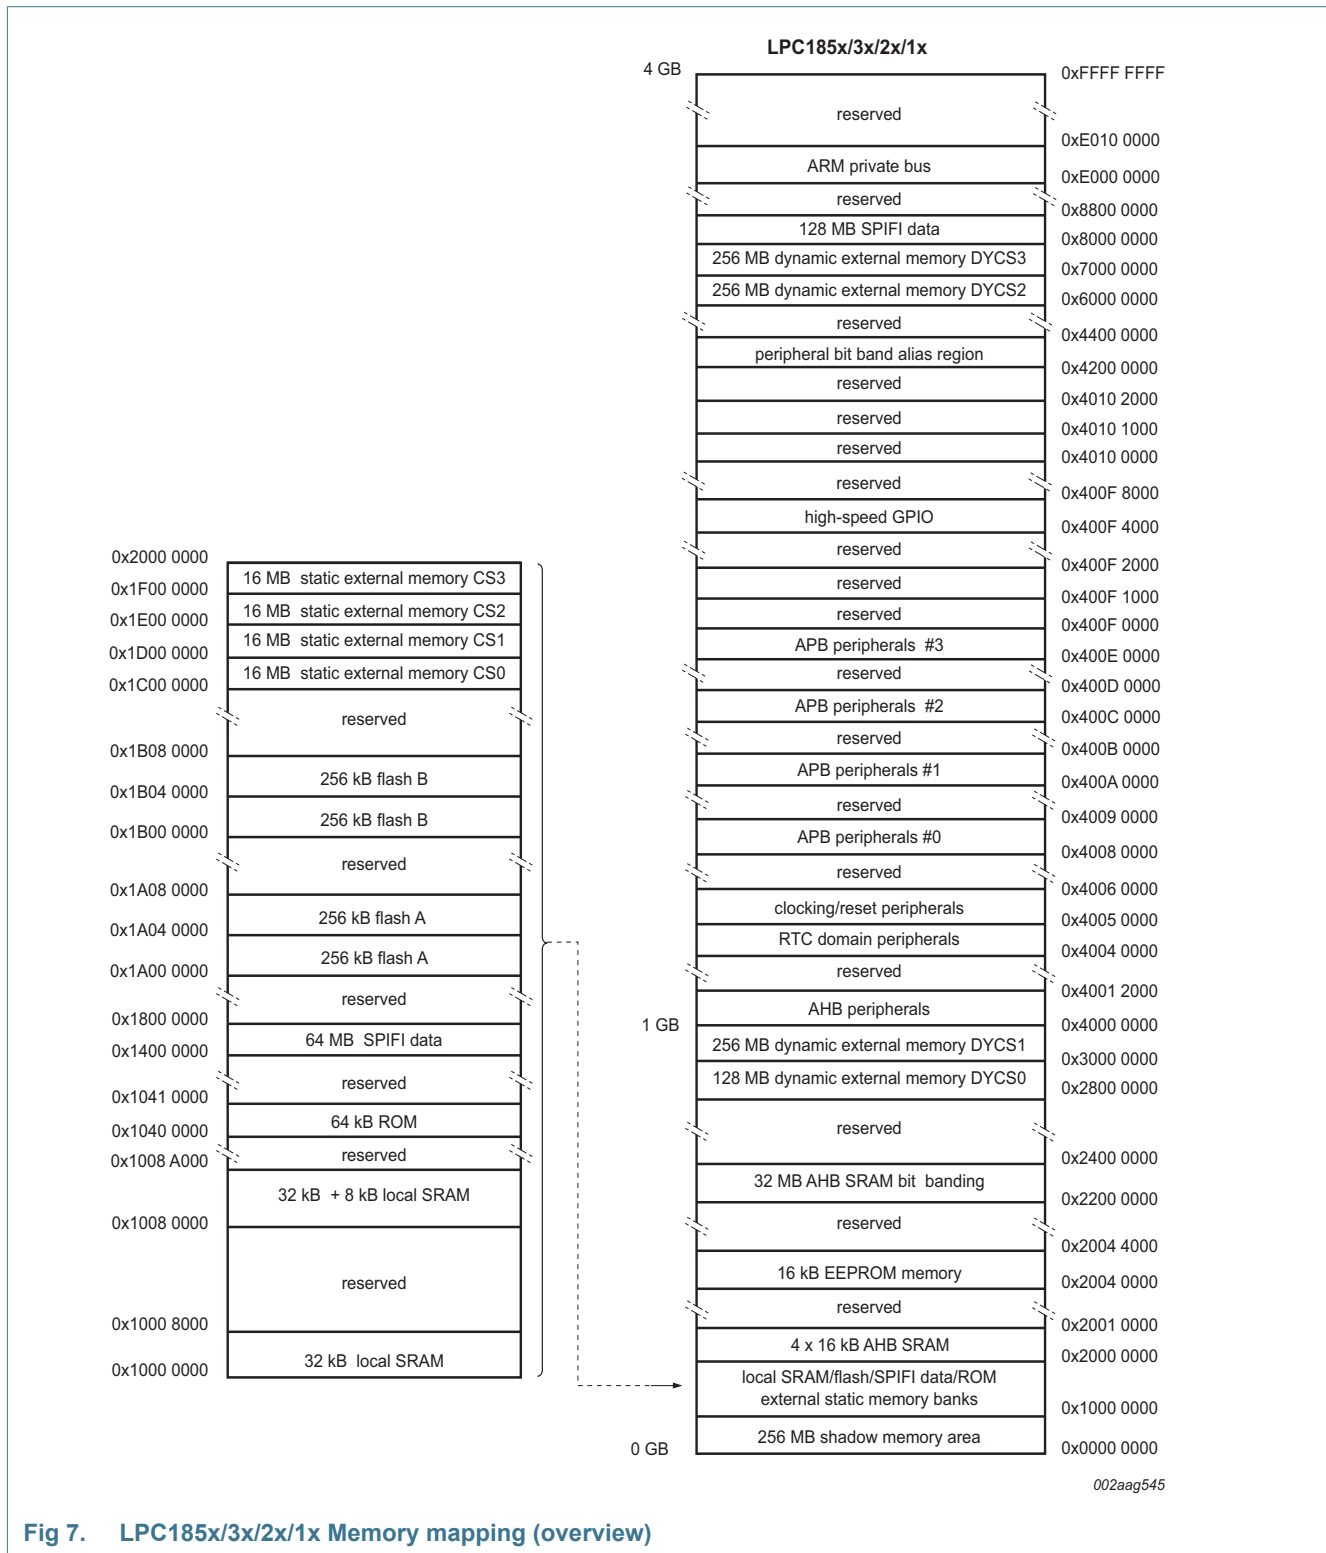 LPC185x/3x/2x/1x
4 GB
0xFFFF FFFF
reserved
0xE010 0000
ARM private bus
0xE000 0000
reserved
0x8800 0000
128 MB SPIFI data
0x8000 0000
256 MB dynamic external memory DYCS3
0x7000 0000
256 MB dynamic external memory DYCS2
0x6000 0000
reserved
0x4400 0000
peripheral bit band alias region
0x4200 0000
reserved
0x4010 2000
reserved
0x4010 1000
reserved
0x4010 0000
reserved
0x400F 8000
high-speed GPIO
0x400F 4000
reserved
0x400F 2000
reserved
0x400F 1000
reserved
0x400F 0000
APB peripherals #3
0x400E 0000
reserved
0x400D 0000
APB peripherals #2
0x400C 0000
reserved
0x400B 0000
APB peripherals #1
0x400A 0000
reserved
0x4009 0000
APB peripherals #0
0x4008 0000
reserved
0x4006 0000
clocking/reset peripherals
0x4005 0000
RTC domain peripherals
0x4004 0000
reserved
0x4001 2000
AHB peripherals
1 GB
0x4000 0000
256 MB dynamic external memory DYCS1
0x3000 0000
128 MB dynamic external memory DYCS0
0x2800 0000
reserved
0x2400 0000
32 MB AHB SRAM bit banding
0x2200 0000
reserved
0x2004 4000
16 kB EEPROM memory
0x2004 0000
reserved
0x2001 0000
4 x 16 kB AHB SRAM
0x2000 0000
local SRAM/flash/SPIFI data/ROM
external static memory banks
0x1000 0000
256 MB shadow memory area
0 GB
0x0000 0000
0x2000 0000
16 MB static external memory CS3
0x1F00 0000
16 MB static external memory CS2
0x1E00 0000
16 MB static external memory CS1
0x1D00 0000
16 MB static external memory CS0
0x1C00 0000
reserved
0x1B08 0000
256 kB flash B
0x1B04 0000
256 kB flash B
0x1B00 0000
reserved
0x1A08 0000
256 kB flash A
0x1A04 0000
256 kB flash A
0x1A00 0000
reserved
0x1800 0000
64 MB SPIFI data
0x1400 0000
reserved
0x1041 0000
64 kB ROM
0x1040 0000
reserved
0x1008 A000
32 kB + 8 kB local SRAM
0x1008 0000
reserved
0x1000 8000
32 kB local SRAM
0x1000 0000
002aag545
Fig 7. LPC185x/3x/2x/1x Memory mapping (overview)